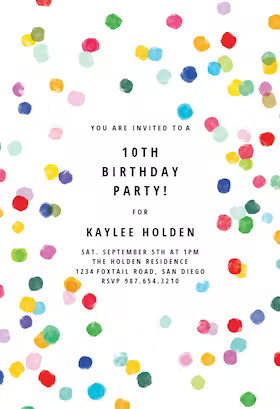 YOU ARE INVITED TO A
10TH
BIRTHDAY
PARTY!
FOR
KAYLEE HOLDEN
SAT, SEPTEMBER 5TH AT 1PM
THE HOLDEN RESIDENCE
1234 FOXTAIL ROAD, SAN DIEGO
RSVP 987.654.3210